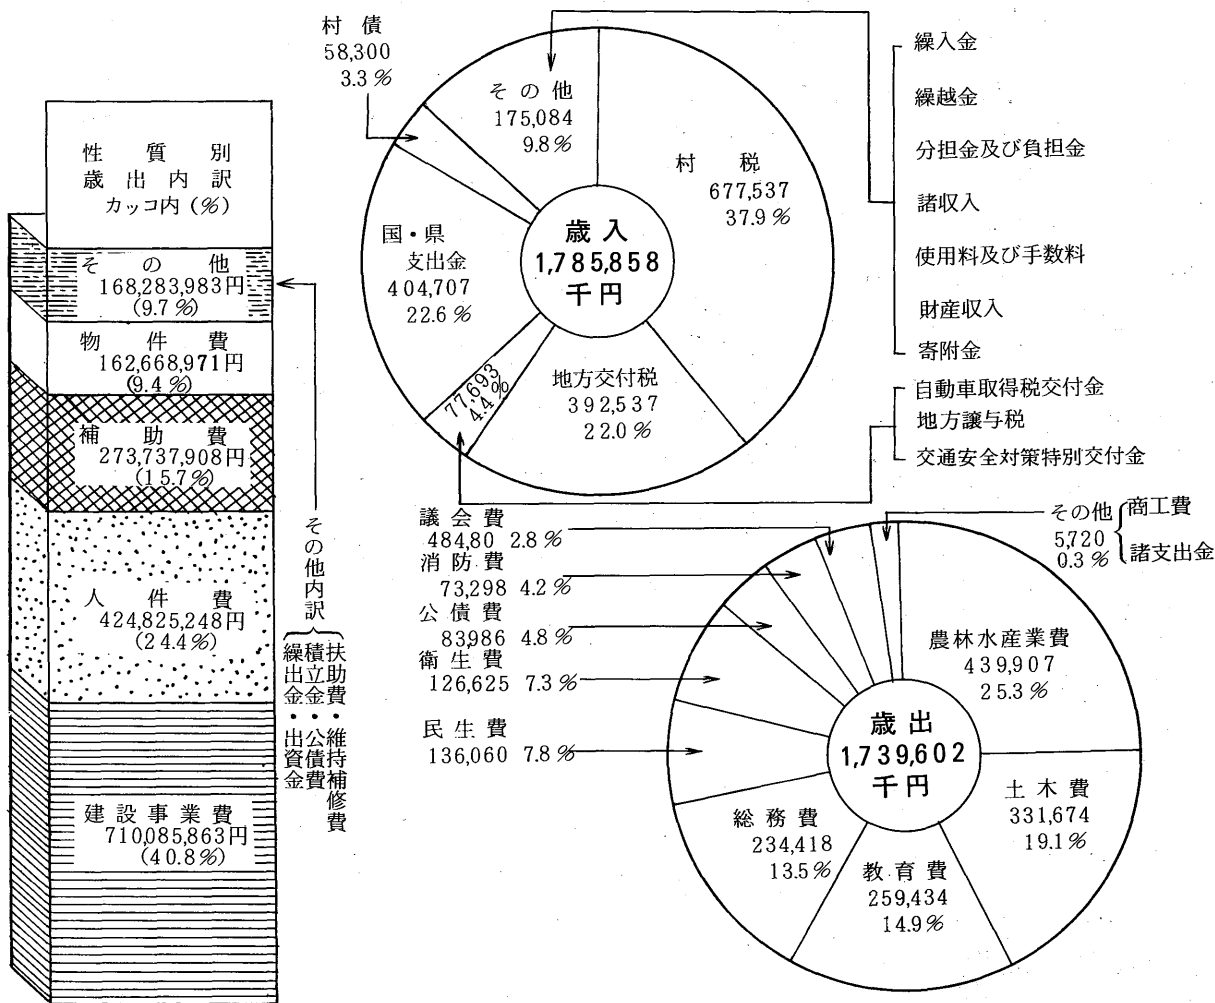 性質別
歳出内訳
カッコ内(%)
その他
168,283,983円
(9.7%)
物件費
162,668,971円
(9.4%)
補助費
273,737,908円
(15.7%)
人件費
424,825,248円
(24.4%)
建設事業費
710,085,863円
(40.8%)
その他内訳
扶助費・維持補修費
積立金・公債費
繰出金・出資金
村債
58,300
3.3%
その他
175,084
9.8%
村税
677,537
37.9%
国・県
支出金
404,707
22.6%
歳入
1,785,858
千円
77,693
4.4%
地方交付税
392,537
22.0%
繰入金
繰越金
分担金及び負担金
諸収入
使用料及び手数料
財産収入
寄附金
自動車取得税交付金
地方譲与税
交通安全対策特別交付金
議会費
484,80 2.8%
消防費
73,298 4.2%
公債費
83,986 4.8%
衛生費
126,625 7.3%
民生費
136,060 7.8%
その他
5,720
0.3%
商工費
諸支出金
農林水産業費
439,907
25.3%
歳出
1,739,602
千円
土木費
331,674
19.1%
総務費
234,418
13.5%
教育費
259,434
14.9%